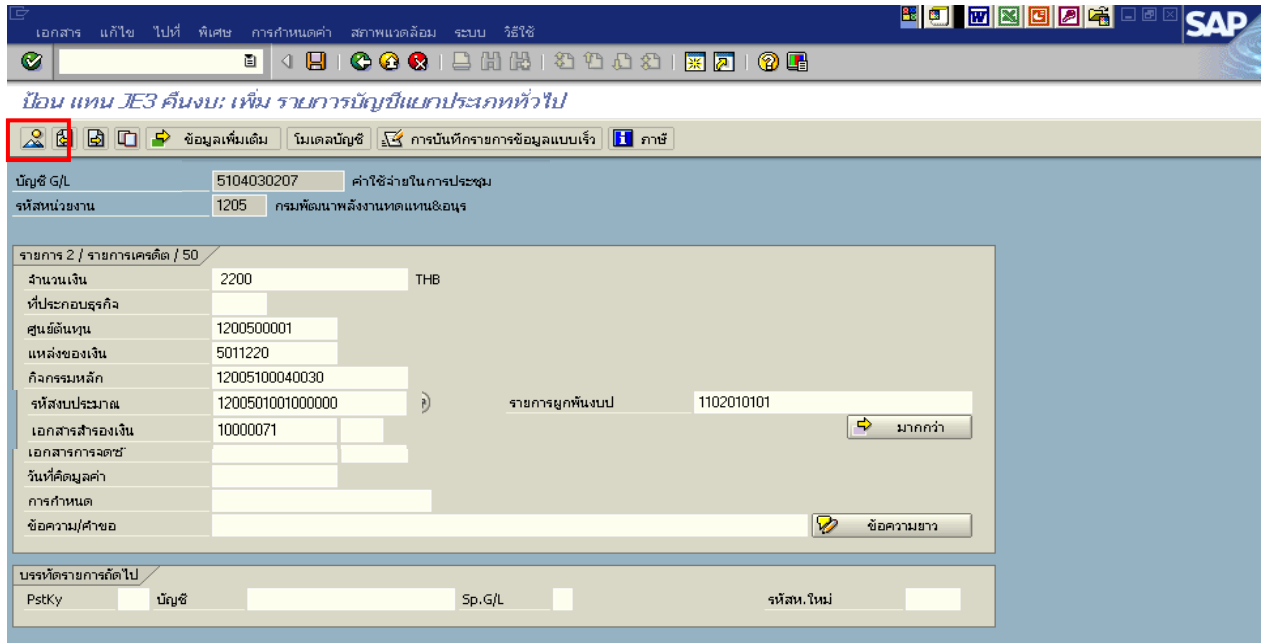 เอกสาร แก้ไข ไปที่ พิเศษ การกำหนดค่า สภาพแวดล้อม ระบบ วิธีใช้
SAP
ป้อน แทน JE3 คืนงบ: เพิ่ม รายการบัญชีแยกประเภททั่วไป
ข้อมูลเพิ่มเติม โมเดลบัญชี การบันทึกรายการข้อมูลแบบเร็ว ภาษี
บัญชี G/L 5104030207 ค่าใช้จ่ายในการประชุม
รหัสหน่วยงาน 1205 กรมพัฒนาพลังงานทดแทน&อนุร
รายการ 2 / รายการเครดิต / 50
จำนวนเงิน 2200 THB
ที่ประกอบธุรกิจ
ศูนย์ต้นทุน 1200500001
แหล่งของเงิน 5011220
กิจกรรมหลัก 12005100040030
รหัสงบประมาณ 1200501001000000 รายการผูกพันงบป 1102010101
เอกสารสำรองเงิน 10000071 มากกว่า
เอกสารการจดซ
วันที่คิดมูลค่า
การกำหนด
ข้อความ/คำขอ ข้อความยาว
บรรทัดรายการถัดไป
PstKy บัญชี Sp.G/L รหัสห.ใหม่